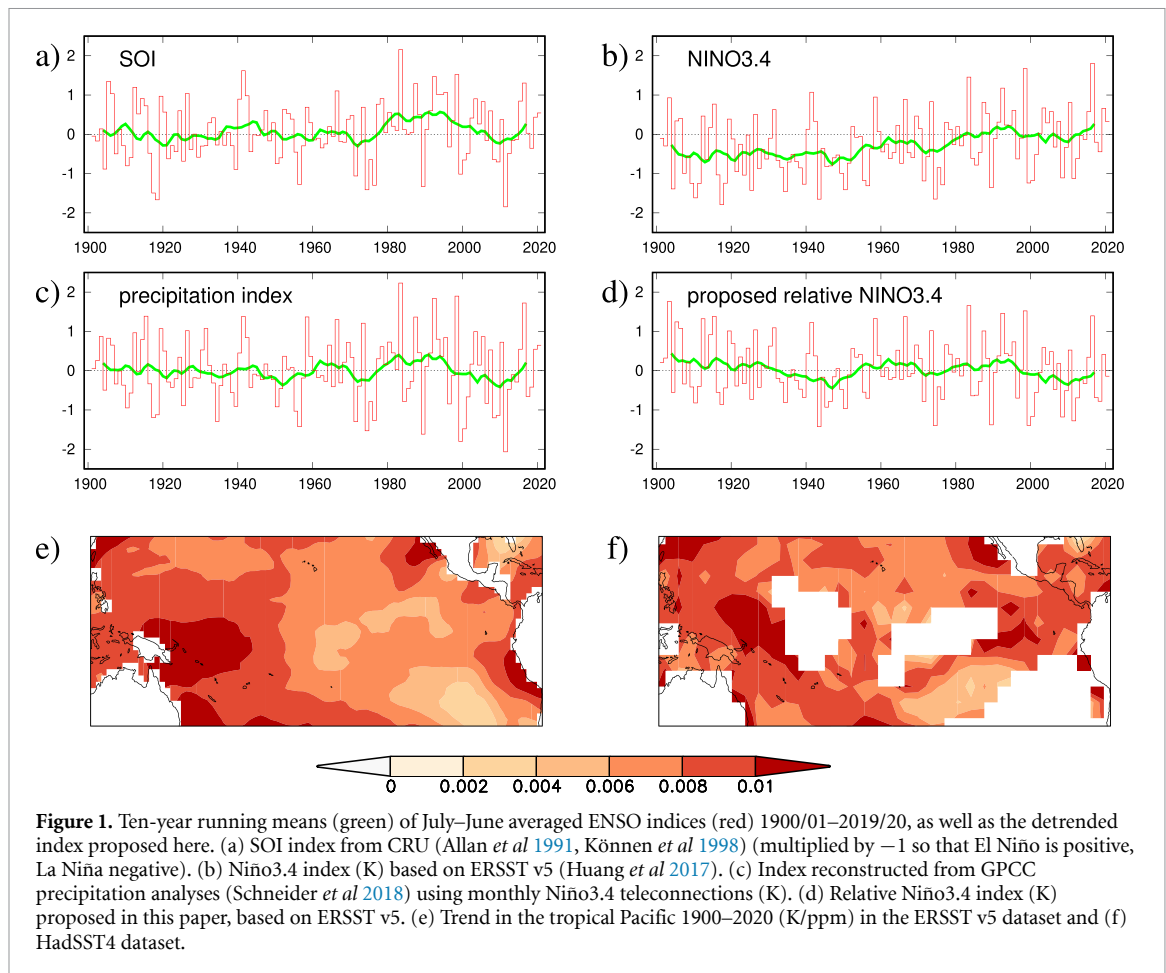 a)
SOI
2
1
0
-1
-2
1900 1920 1940 1960 1980 2000 2020
b)
NINO3.4
2
1
0
-1
-2
1900 1920 1940 1960 1980 2000 2020
c)
precipitation index
2
1
0
-1
-2
1900 1920 1940 1960 1980 2000 2020
d)
proposed relative NINO3.4
2
1
0
-1
-2
1900 1920 1940 1960 1980 2000 2020
e)
f)
0 0.002 0.004 0.006 0.008 0.01
Figure 1. Ten-year running means (green) of July–June averaged ENSO indices (red) 1900/01–2019/20, as well as the detrended
index proposed here. (a) SOI index from CRU (Allan et al 1991, Können et al 1998) (multiplied by −1 so that El Niño is positive,
La Niña negative). (b) Niño3.4 index (K) based on ERSST v5 (Huang et al 2017). (c) Index reconstructed from GPCC
precipitation analyses (Schneider et al 2018) using monthly Niño3.4 teleconnections (K). (d) Relative Niño3.4 index (K)
proposed in this paper, based on ERSST v5. (e) Trend in the tropical Pacific 1900–2020 (K/ppm) in the ERSST v5 dataset and (f)
HadSST4 dataset.